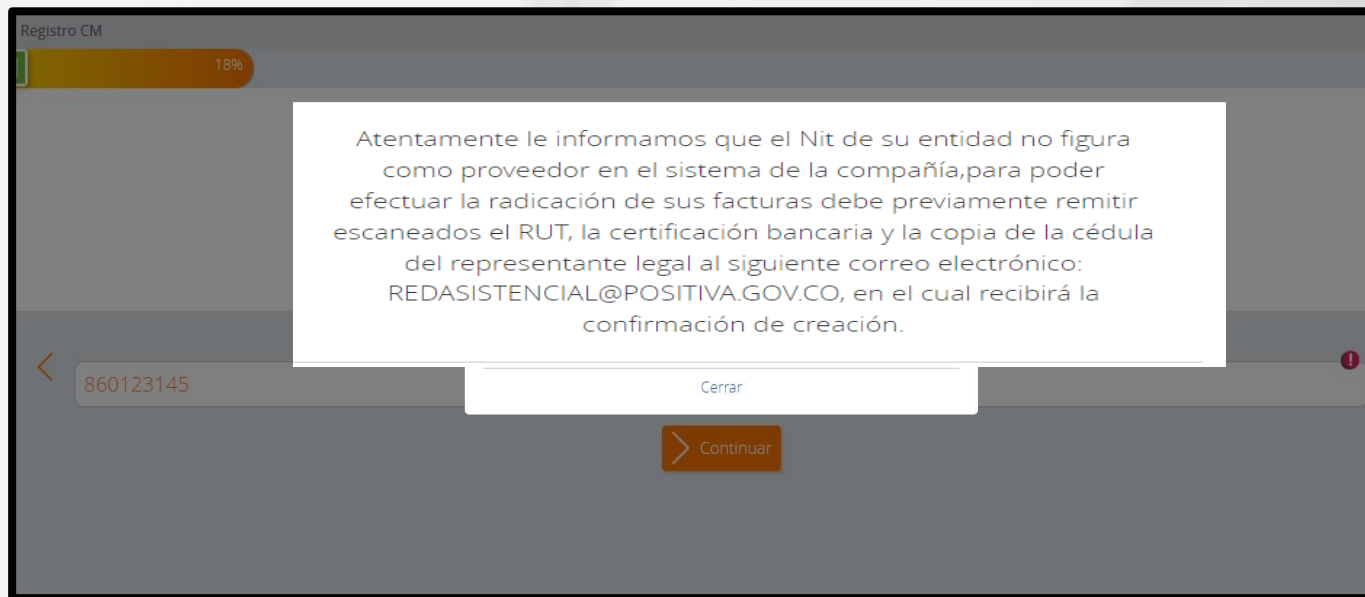 Registro CM
18%
Atentamente le informamos que el Nit de su entidad no figura
como proveedor en el sistema de la compañía,para poder
efectuar la radicación de sus facturas debe previamente remitir
escaneados el RUT, la certificación bancaria y la copia de la cédula
del representante legal al siguiente correo electrónico:
REDASISTENCIAL@POSITIVA.GOV.CO, en el cual recibirá la
confirmación de creación.
860123145
Cerrar
Continuar